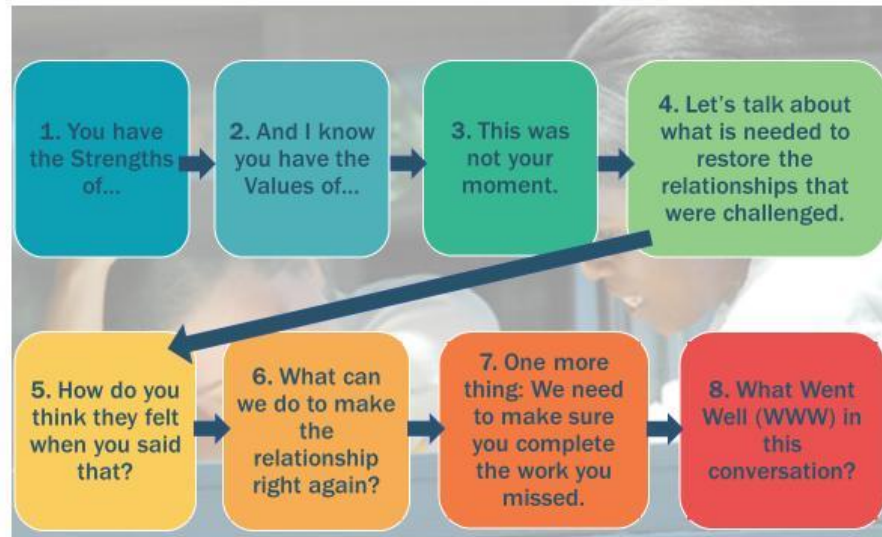 1. You have
the Strengths
of...
2. And I know
you have the
Values of...
3. This was
not your
moment.
4. Let's talk about
what is needed to
restore the
relationships that
were challenged.
5. How do you
think they felt
when you said
that?
6. What can
we do to make
the
relationship
right again?
7. One more
thing: We need
to make sure
you complete
the work you
missed.
8. What Went
Well (WWW) in
this
conversation?